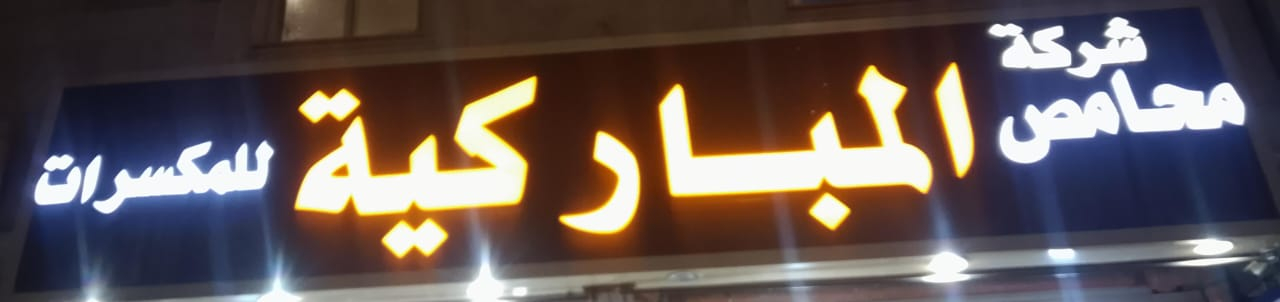 شركة
محامص
المباركية
للمكسرات